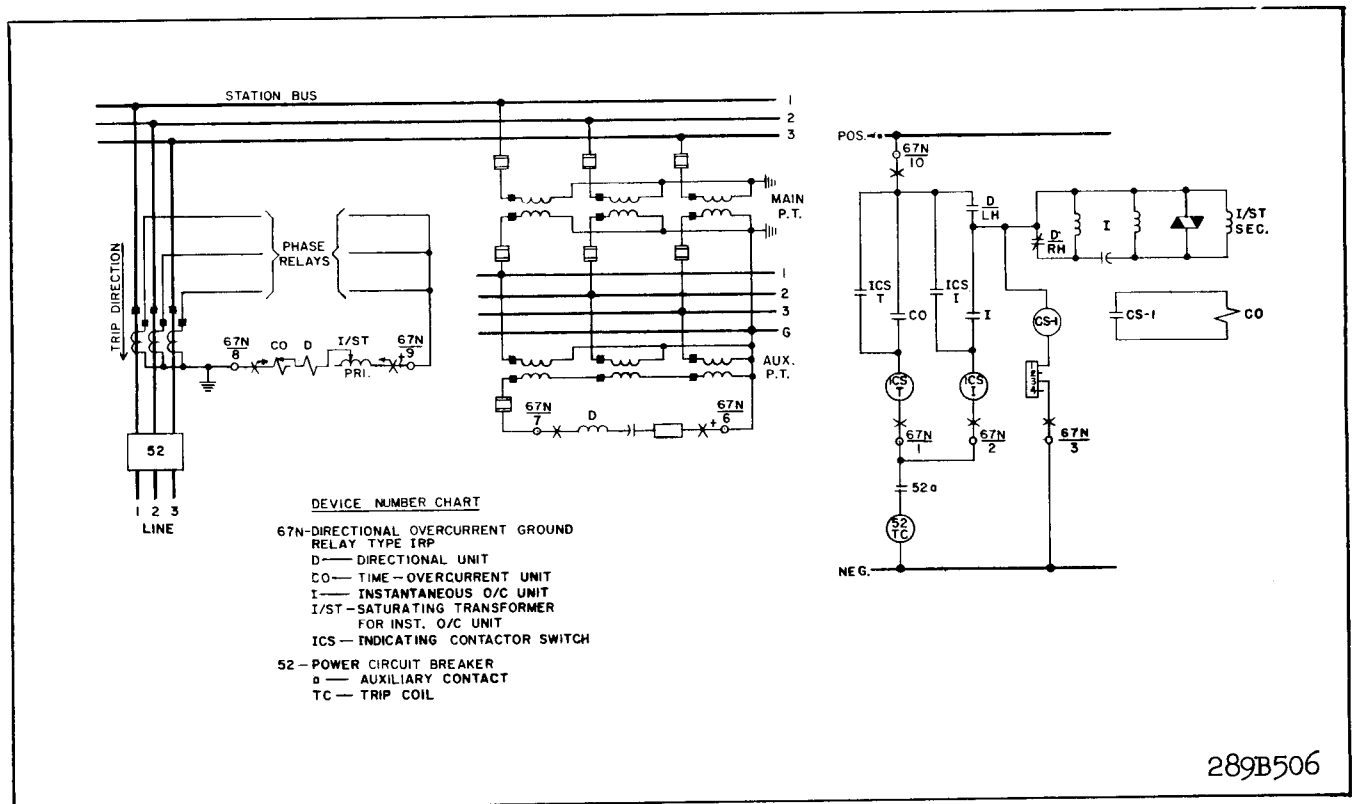 STATION BUS
1
2
3
TRIP DIRECTION
PHASE
RELAYS
67N
8
CO
D
I/ST
PRI.
+
67N
9
52
1 2 3
LINE
MAIN
P.T.
1
2
3
G
AUX.
P.T.
67N
7
D
+
67N
6
DEVICE NUMBER CHART
67N-DIRECTIONAL OVERCURRENT GROUND
RELAY TYPE IRP
D — DIRECTIONAL UNIT
CO — TIME-OVERCURRENT UNIT
I — INSTANTANEOUS O/C UNIT
I/ST - SATURATING TRANSFORMER
FOR INST. O/C UNIT
ICS — INDICATING CONTACTOR SWITCH
52 - POWER CIRCUIT BREAKER
a — AUXILIARY CONTACT
TC — TRIP COIL
POS.
67N
10
D
LH
D
RH
I
I/ST
SEC.
ICS
T
CO
ICS
I
I
CS-1
CS-1
CO
ICS
T
ICS
I
1
2
3
4
67N
1
67N
2
67N
3
52a
52
TC
NEG.
289B506